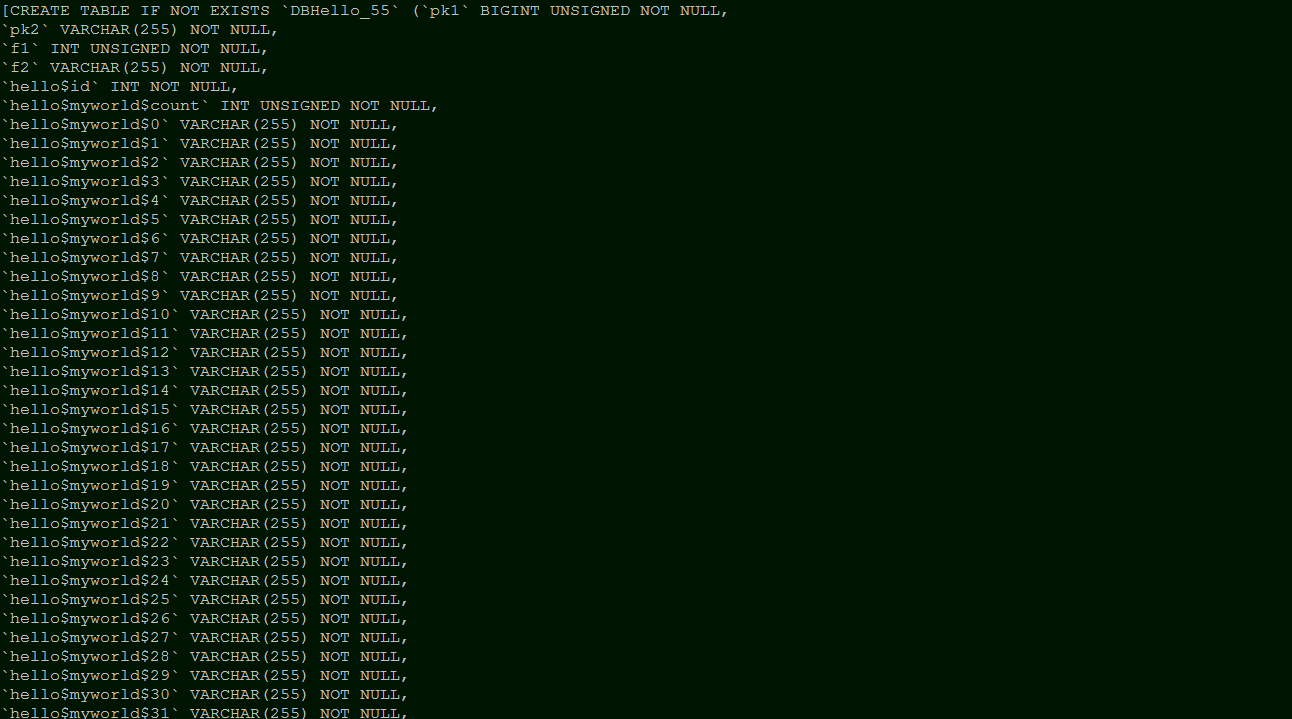 [CREATE TABLE IF NOT EXISTS `DBHello_55` (`pk1` BIGINT UNSIGNED NOT NULL,
`pk2` VARCHAR(255) NOT NULL,
`f1` INT UNSIGNED NOT NULL,
`f2` VARCHAR(255) NOT NULL,
`hello$id` INT NOT NULL,
`hello$myworld$count` INT UNSIGNED NOT NULL,
`hello$myworld$0` VARCHAR(255) NOT NULL,
`hello$myworld$1` VARCHAR(255) NOT NULL,
`hello$myworld$2` VARCHAR(255) NOT NULL,
`hello$myworld$3` VARCHAR(255) NOT NULL,
`hello$myworld$4` VARCHAR(255) NOT NULL,
`hello$myworld$5` VARCHAR(255) NOT NULL,
`hello$myworld$6` VARCHAR(255) NOT NULL,
`hello$myworld$7` VARCHAR(255) NOT NULL,
`hello$myworld$8` VARCHAR(255) NOT NULL,
`hello$myworld$9` VARCHAR(255) NOT NULL,
`hello$myworld$10` VARCHAR(255) NOT NULL,
`hello$myworld$11` VARCHAR(255) NOT NULL,
`hello$myworld$12` VARCHAR(255) NOT NULL,
`hello$myworld$13` VARCHAR(255) NOT NULL,
`hello$myworld$14` VARCHAR(255) NOT NULL,
`hello$myworld$15` VARCHAR(255) NOT NULL,
`hello$myworld$16` VARCHAR(255) NOT NULL,
`hello$myworld$17` VARCHAR(255) NOT NULL,
`hello$myworld$18` VARCHAR(255) NOT NULL,
`hello$myworld$19` VARCHAR(255) NOT NULL,
`hello$myworld$20` VARCHAR(255) NOT NULL,
`hello$myworld$21` VARCHAR(255) NOT NULL,
`hello$myworld$22` VARCHAR(255) NOT NULL,
`hello$myworld$23` VARCHAR(255) NOT NULL,
`hello$myworld$24` VARCHAR(255) NOT NULL,
`hello$myworld$25` VARCHAR(255) NOT NULL,
`hello$myworld$26` VARCHAR(255) NOT NULL,
`hello$myworld$27` VARCHAR(255) NOT NULL,
`hello$myworld$28` VARCHAR(255) NOT NULL,
`hello$myworld$29` VARCHAR(255) NOT NULL,
`hello$myworld$30` VARCHAR(255) NOT NULL,
`hello$myworld$31` VARCHAR(255) NOT NULL,